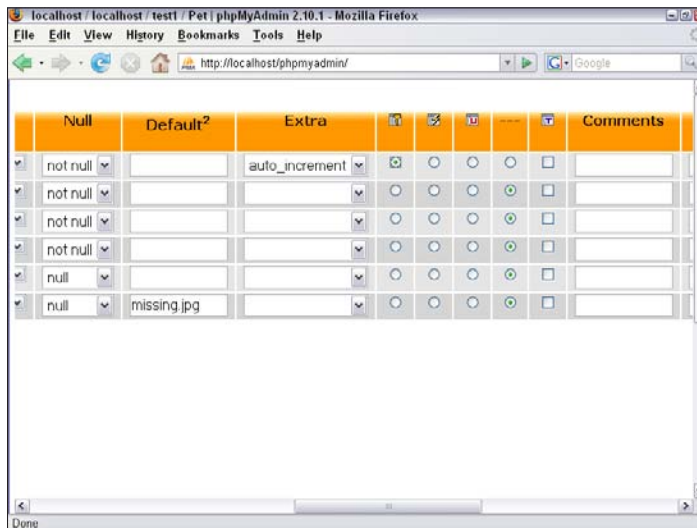 localhost / localhost / test1 / Pet | phpMyAdmin 2.10.1 - Mozilla Firefox
File Edit View History Bookmarks Tools Help
http://localhost/phpmyadmin/ Google
Null Default² Extra --- Comments
not null auto_increment
not null
not null
not null
null
null missing.jpg
Done